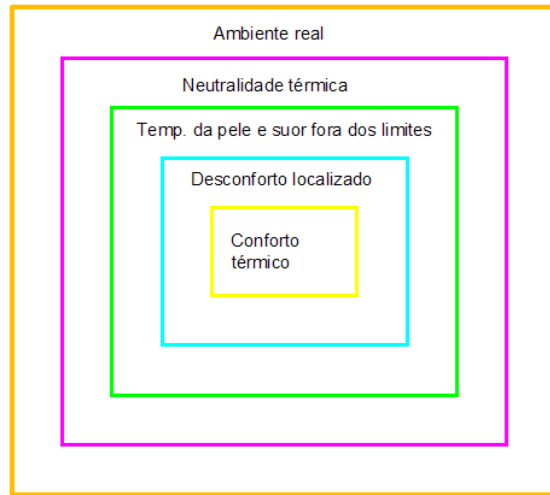 Ambiente real
Neutralidade térmica
Temp. da pele e suor fora dos limites
Desconforto localizado
Conforto
térmico